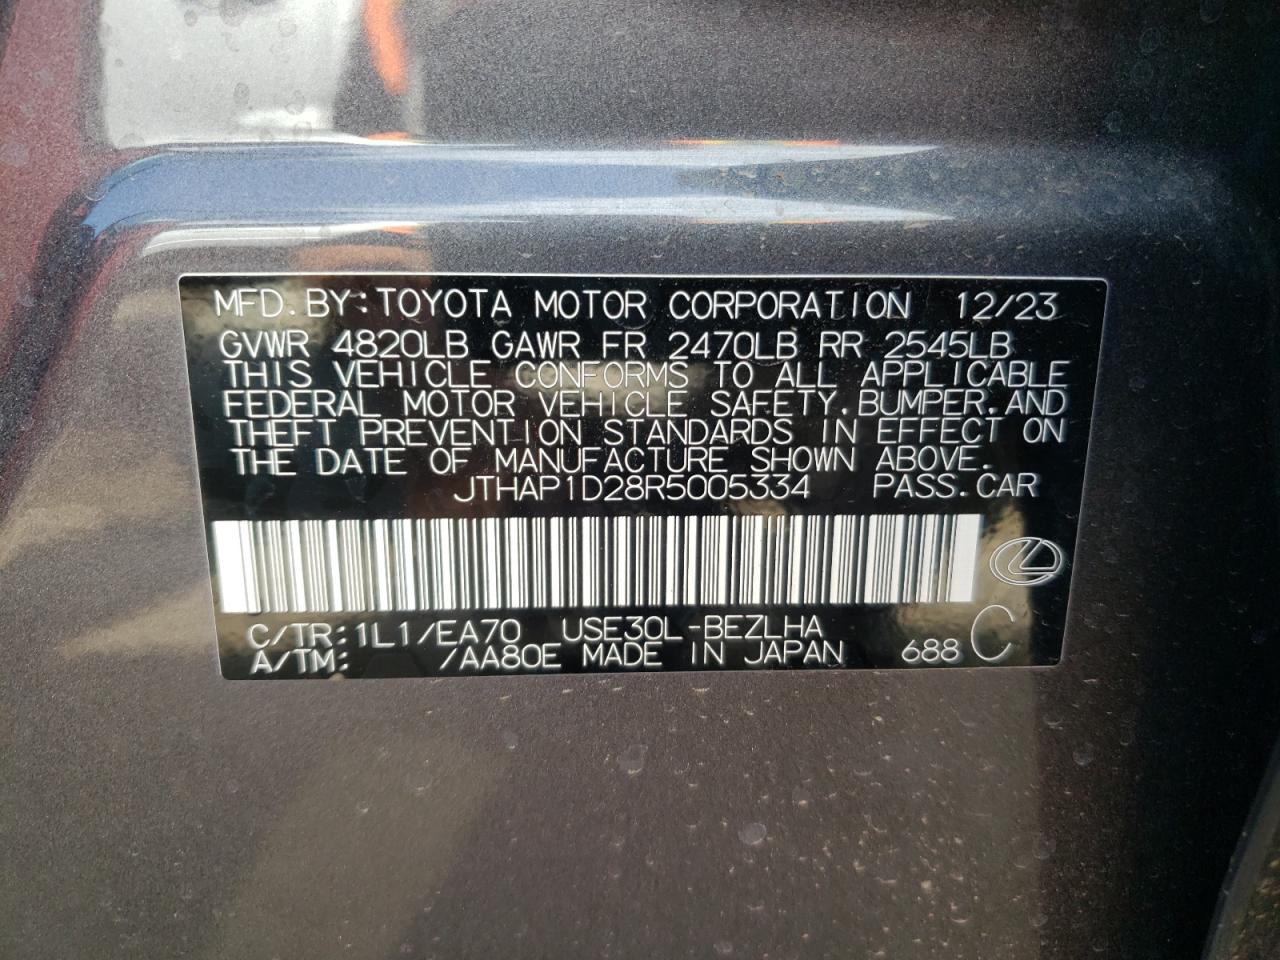 MFD. BY: TOYOTA MOTOR CORPORATION 12/23
GVWR 4820LB GAWR FR 2470LB RR 2545LB
THIS VEHICLE CONFORMS TO ALL APPLICABLE
FEDERAL MOTOR VEHICLE SAFETY, BUMPER, AND
THEFT PREVENTION STANDARDS IN EFFECT ON
THE DATE OF MANUFACTURE SHOWN ABOVE.
JTHAP1D28R5005334 PASS. CAR
C/TR: 1L1/EA70 USE30L-BEZLHA
A/TM: /AA80E MADE IN JAPAN 688 C